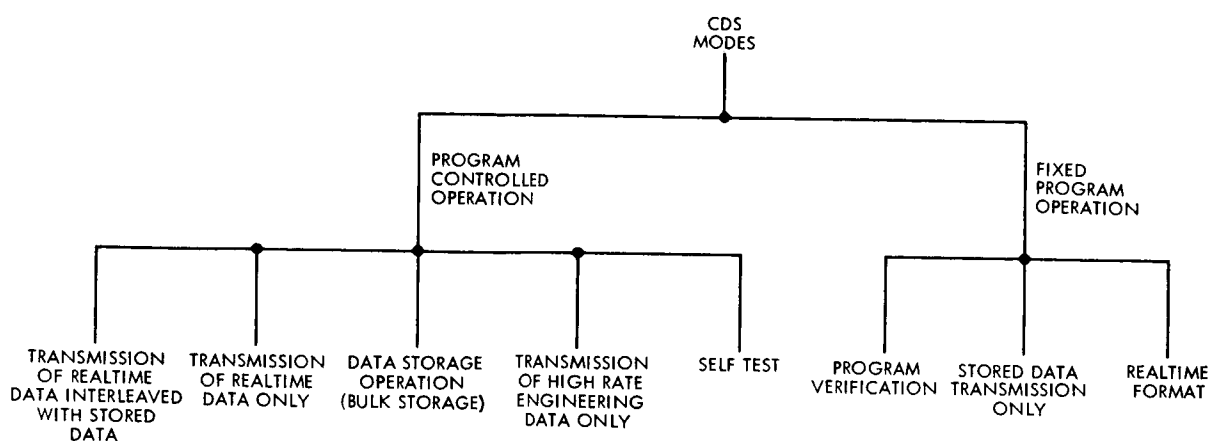 CDS
MODES
PROGRAM
CONTROLLED
OPERATION
FIXED
PROGRAM
OPERATION
TRANSMISSION
OF REALTIME
DATA INTERLEAVED
WITH STORED
DATA
TRANSMISSION
OF REALTIME
DATA ONLY
DATA STORAGE
OPERATION
(BULK STORAGE)
TRANSMISSION
OF HIGH RATE
ENGINEERING
DATA ONLY
SELF TEST
PROGRAM
VERIFICATION
STORED DATA
TRANSMISSION
ONLY
REALTIME
FORMAT